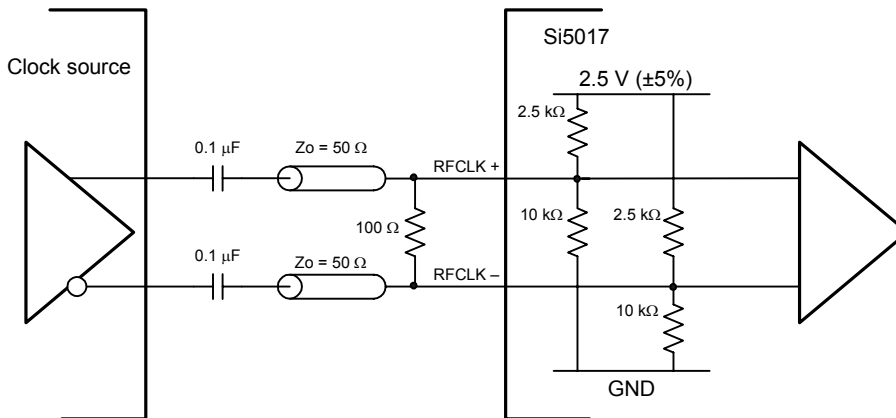 Si5017
Clock source
2.5 V (±5%)
2.5 kΩ
0.1 μF
Zo = 50 Ω
RFCLK +
10 kΩ
2.5 kΩ
100 Ω
0.1 μF
Zo = 50 Ω
RFCLK –
10 kΩ
GND